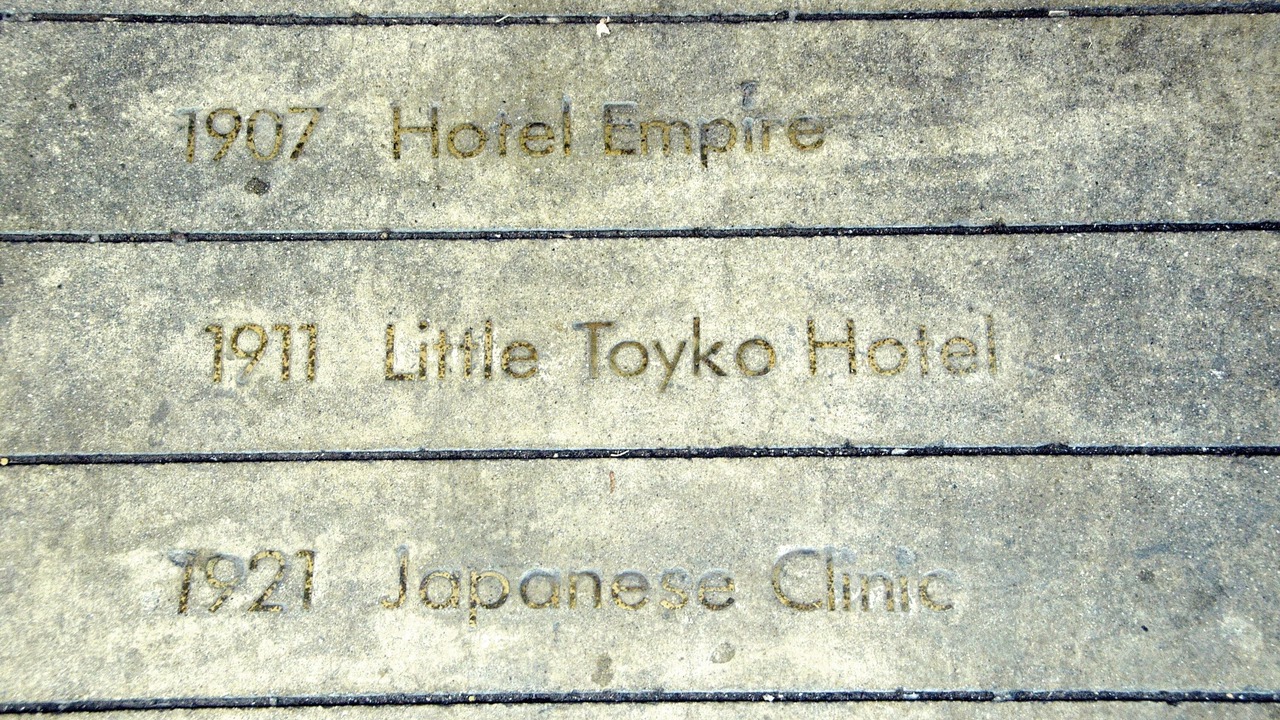 1907 Hotel Empire
1911 Little Toyko Hotel
1921 Japanese Clinic